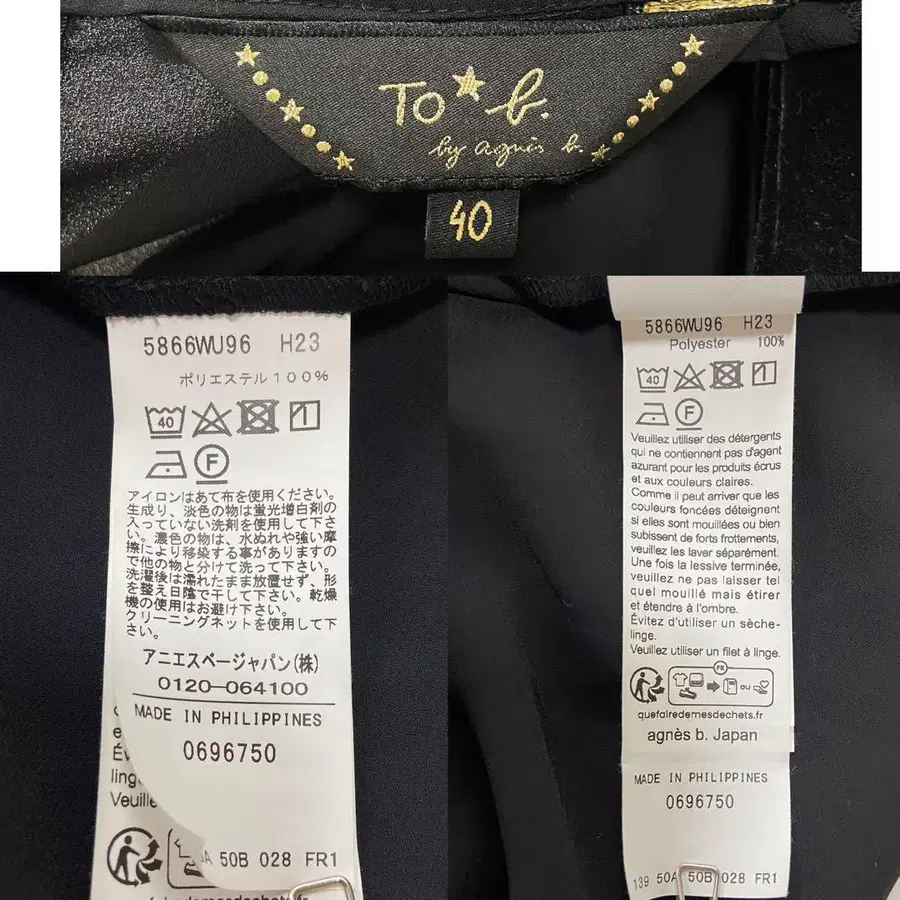 To★b.
by agnès b.
40
5866WU96 H23
ポリエステル100%
40
F
アイロンはあて布を使用ください。
生成り、淡色の物は蛍光増白剤の
入っていない洗剤を使用して下さ
い。濃色の物は、水ぬれや強い摩
擦により移染する事がありますの
で他の物と分けて洗って下さい。
洗濯後は濡れたまま放置せず、形
を整え日陰で干して下さい。乾燥
機の使用はお避け下さい。
クリーニングネットを使用して下
さい。
アニエスベージャパン(株)
0120-064100
MADE IN PHILIPPINES
0696750
Év
linge
Veuille
50B 028 FR1
5866WU96 H23
Polyester 100%
40
F
Veuillez utiliser des détergents
qui ne contiennent pas d'agent
azurant pour les produits écrus
et aux couleurs claires.
Comme il peut arriver que les
couleurs foncées déteignent
si elles sont mouillées ou bien
subissent de forts frottements,
veuillez les laver séparément.
Une fois la lessive terminée,
veuillez ne pas laisser tel
quel mouillé mais étirer
et étendre à l'ombre.
Évitez d'utiliser un sèche-
linge.
Veuillez utiliser un filet à linge.
FR
OU
quefairedemesdechets.fr
agnès b. Japan
MADE IN PHILIPPINES
0696750
139 50A 50B 028 FR1